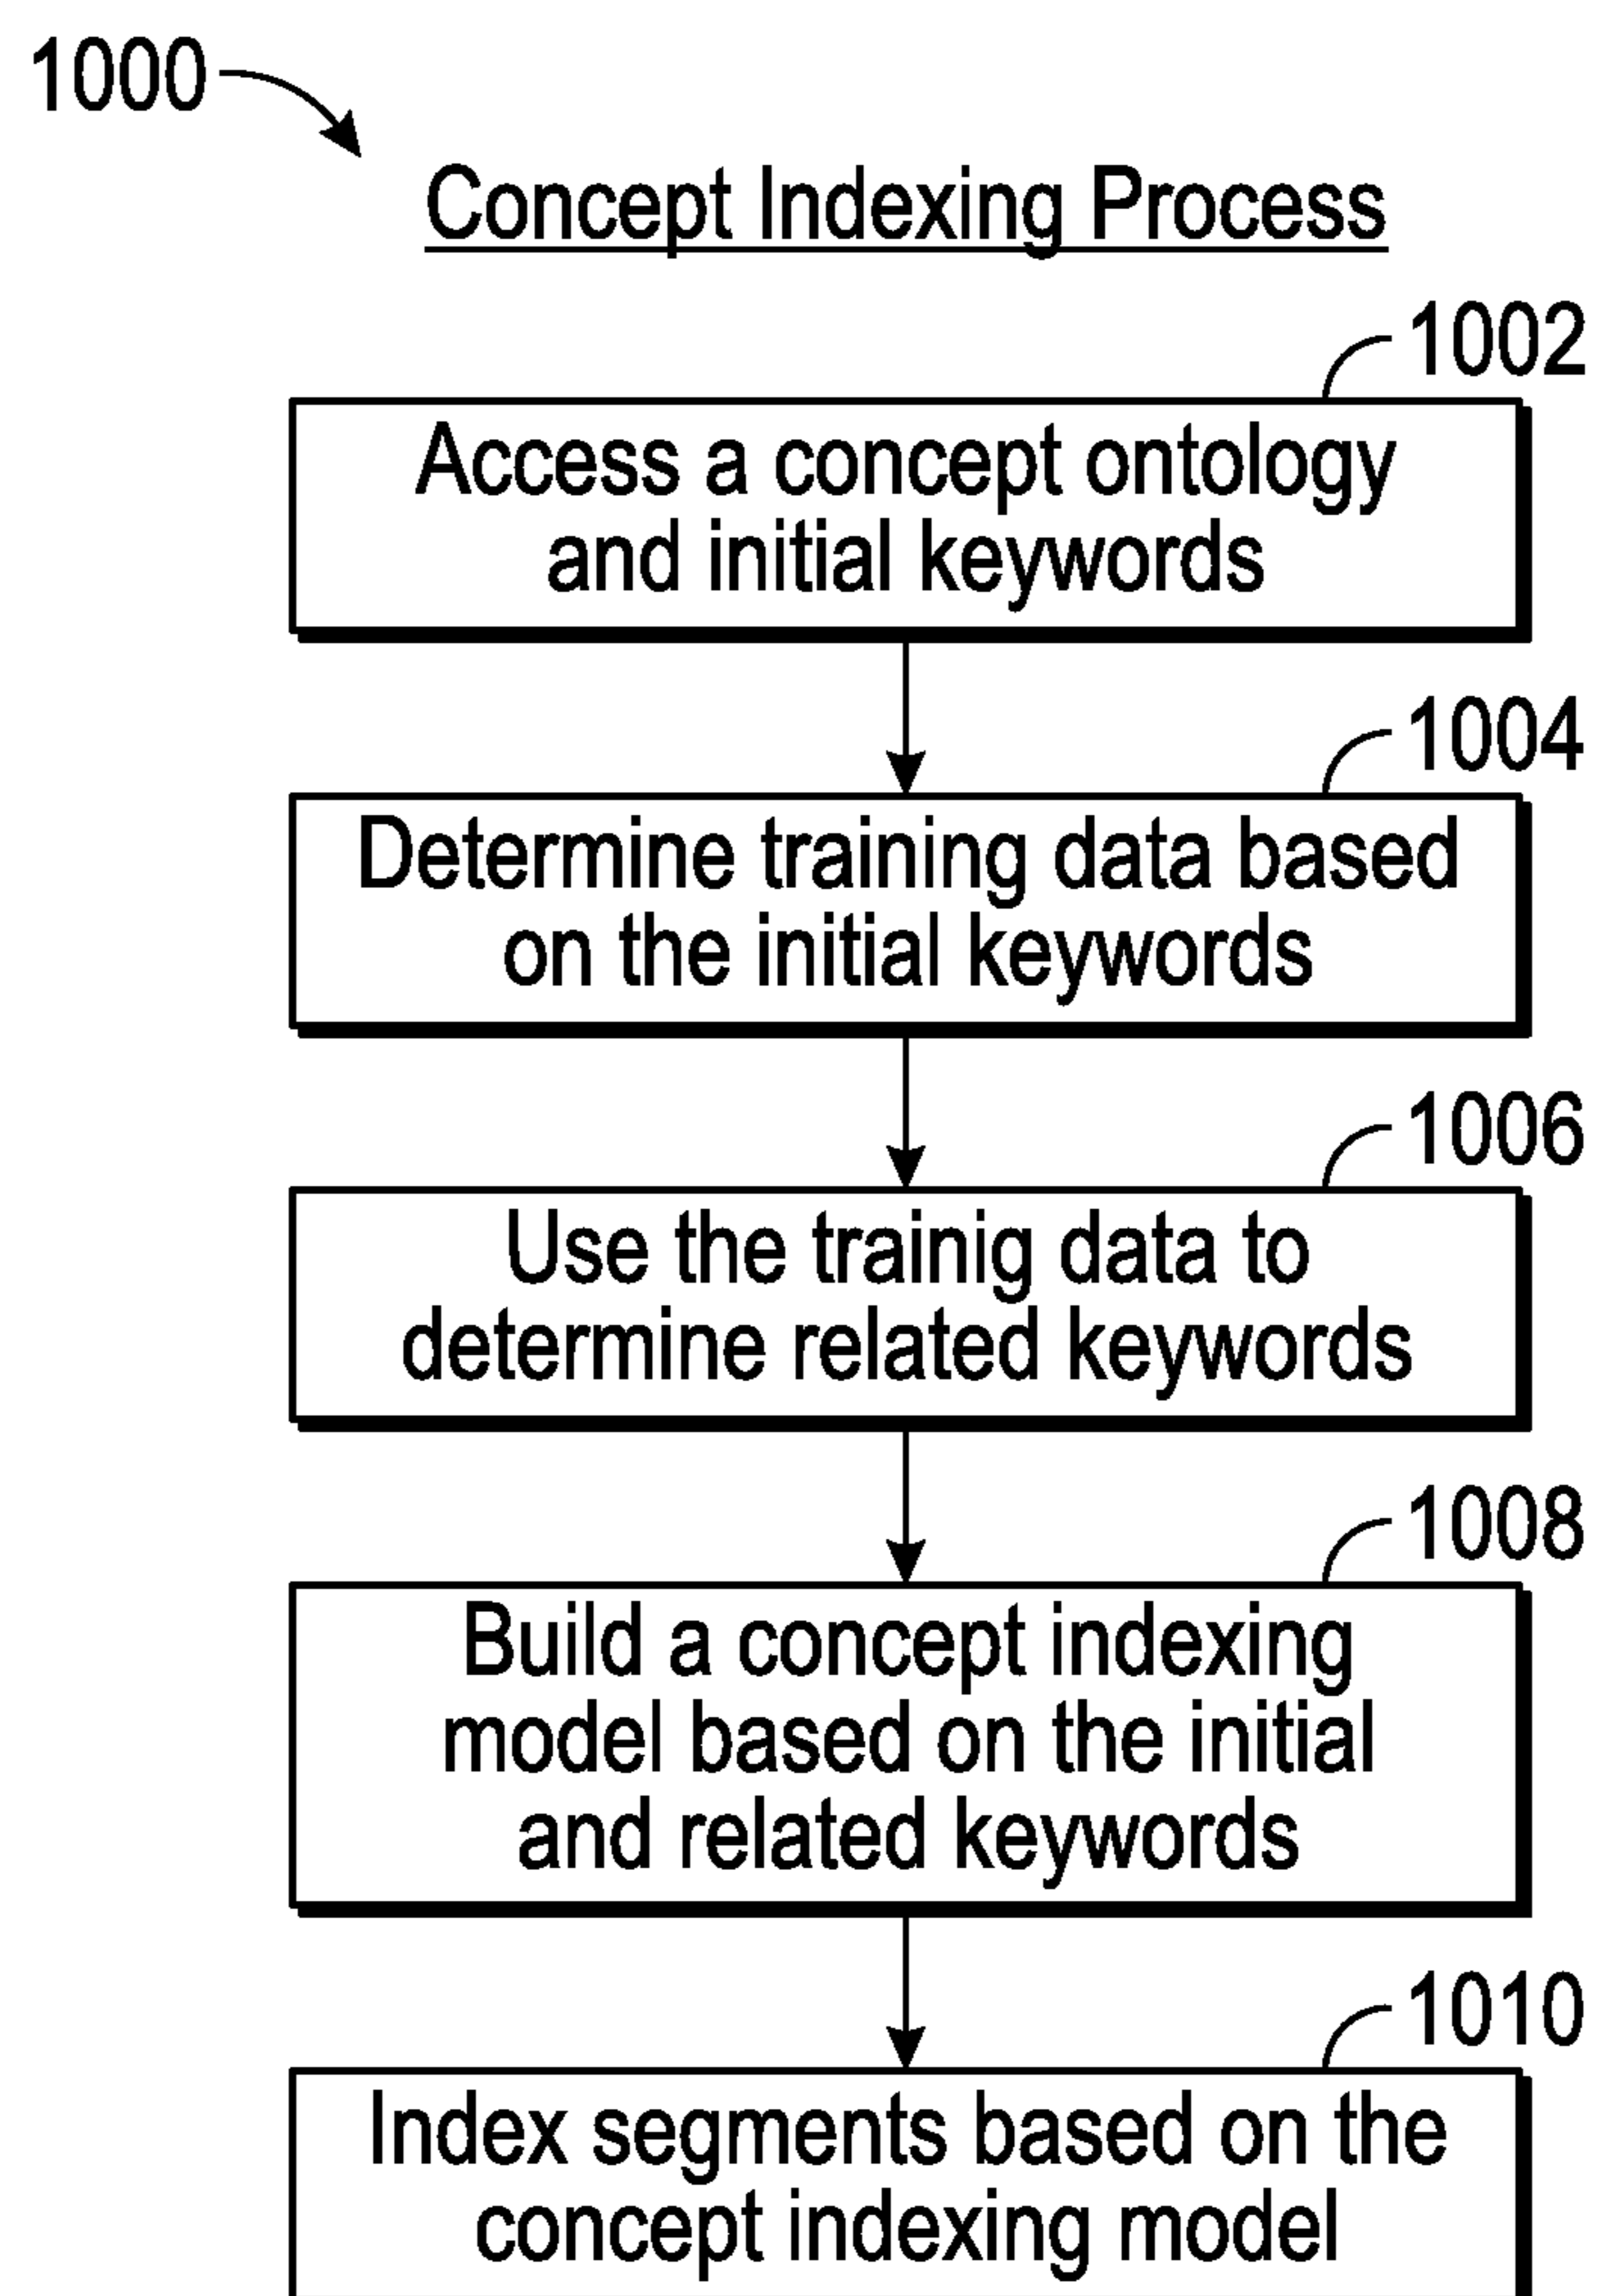 1000
Concept Indexing Process
1002
Access a concept ontology
and initial keywords
1004
Determine training data based
on the initial keywords
1006
Use the trainig data to
determine related keywords
1008
Build a concept indexing
model based on the initial
and related keywords
1010
Index segments based on the
concept indexing model